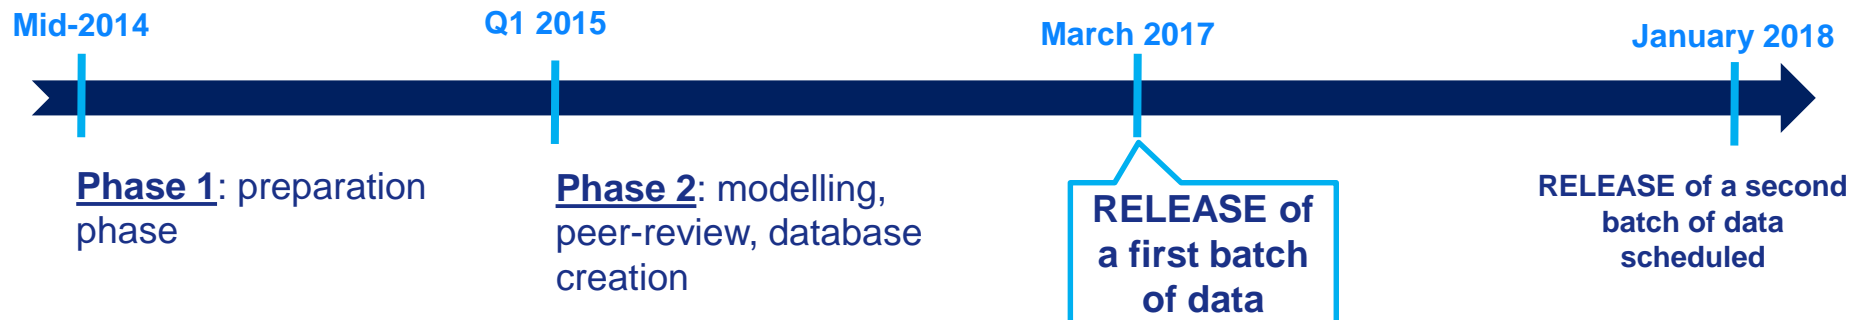 Mid-2014
Q1 2015
March 2017
January 2018
Phase 1: preparation
phase
Phase 2: modelling,
peer-review, database
creation
RELEASE of
a first batch
of data
RELEASE of a second
batch of data
scheduled